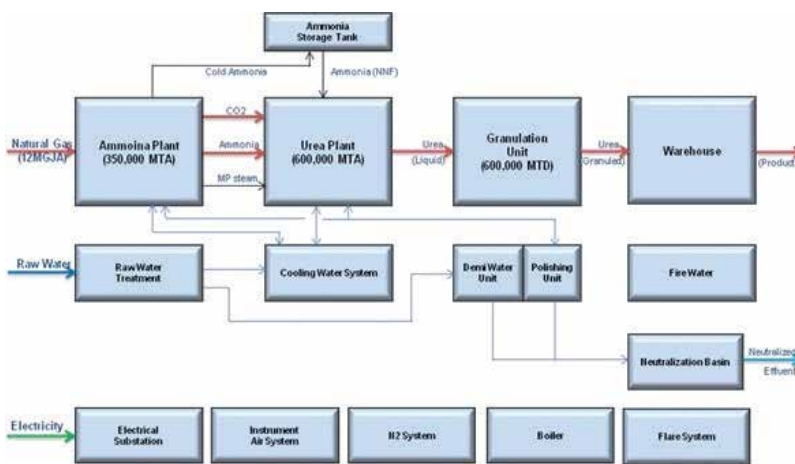 Ammonia
Storage Tank
Cold Ammonia
Ammonia (NNF)
Natural Gas
(12MGJA)
Ammoina Plant
(350,000 MTA)
CO2
Ammonia
MP steam
Urea Plant
(600,000 MTA)
Urea
(Liquid)
Granulation
Unit
(600,000 MTD)
Urea
(Granuled)
Warehouse
(Product
Raw Water
Raw Water
Treatment
Cooling Water System
Demi Water
Unit
Polishing
Unit
Fire Water
Neutralization Basin
Neutralized
Effluent
Electricity
Electrical
Substation
Instrument
Air System
N2 System
Boiler
Flare System